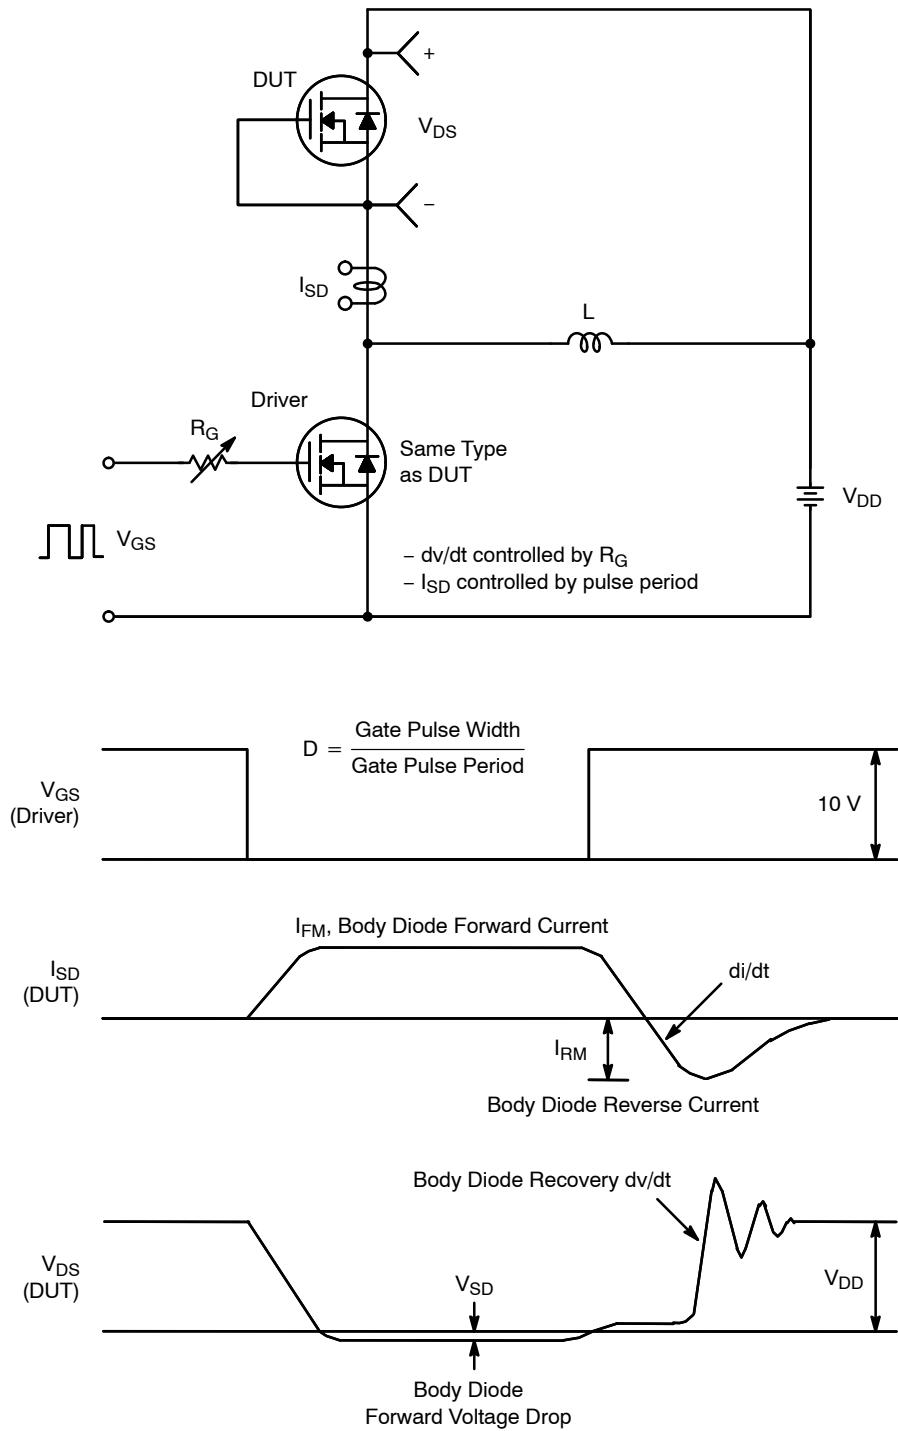 DUT
+
V_DS
−
I_SD
L
Driver
R_G
Same Type
as DUT
V_DD
V_GS
− dv/dt controlled by R_G
− I_SD controlled by pulse period
D = Gate Pulse Width
Gate Pulse Period
V_GS
(Driver)
10 V
I_FM, Body Diode Forward Current
I_SD
(DUT)
di/dt
I_RM
Body Diode Reverse Current
Body Diode Recovery dv/dt
V_DS
(DUT)
V_SD
V_DD
Body Diode
Forward Voltage Drop